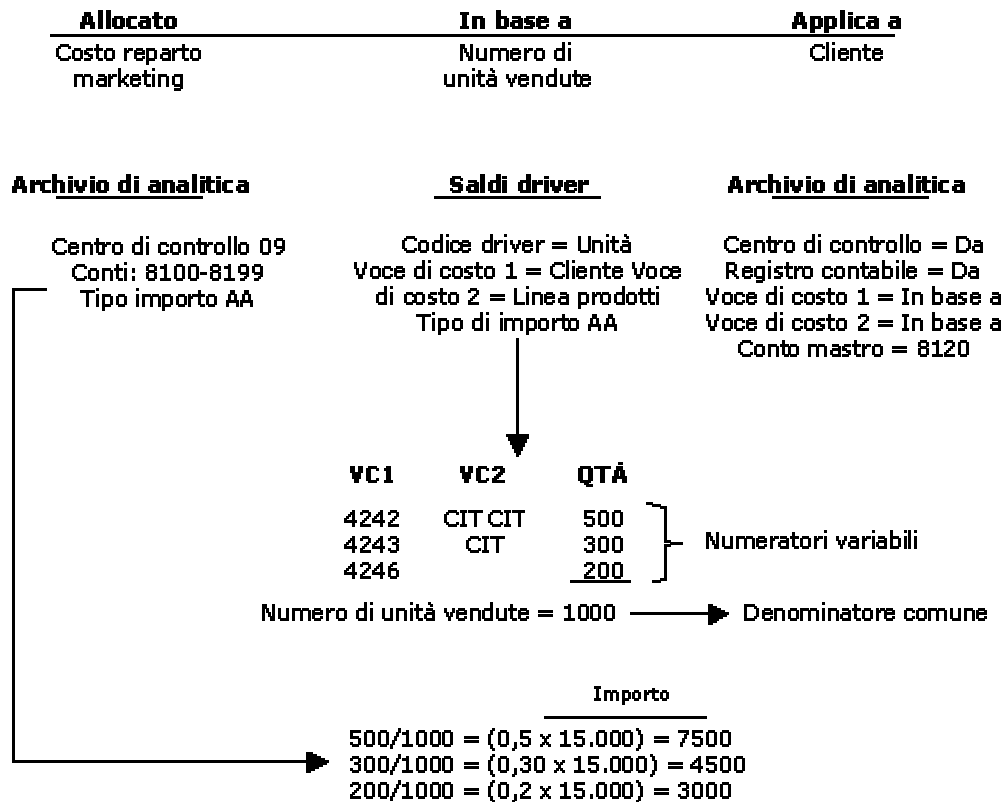 Allocato In base a Applica a
Costo reparto marketing
Numero di unità vendute
Cliente
Archivio di analitica
Centro di controllo 09
Conti: 8100-8199
Tipo importo AA
Saldi driver
Codice driver = Unità
Voce di costo 1 = Cliente Voce
di costo 2 = Linea prodotti
Tipo di importo AA
Archivio di analitica
Centro di controllo = Da
Registro contabile = Da
Voce di costo 1 = In base a
Voce di costo 2 = In base a
Conto mastro = 8120
VC1 VC2 QTÀ
4242 CIT CIT 500
4243 CIT 300
4246 200
Numeratori variabili
Numero di unità vendute = 1000 Denominatore comune
Importo
500/1000 = (0,5 x 15.000) = 7500
300/1000 = (0,30 x 15.000) = 4500
200/1000 = (0,2 x 15.000) = 3000